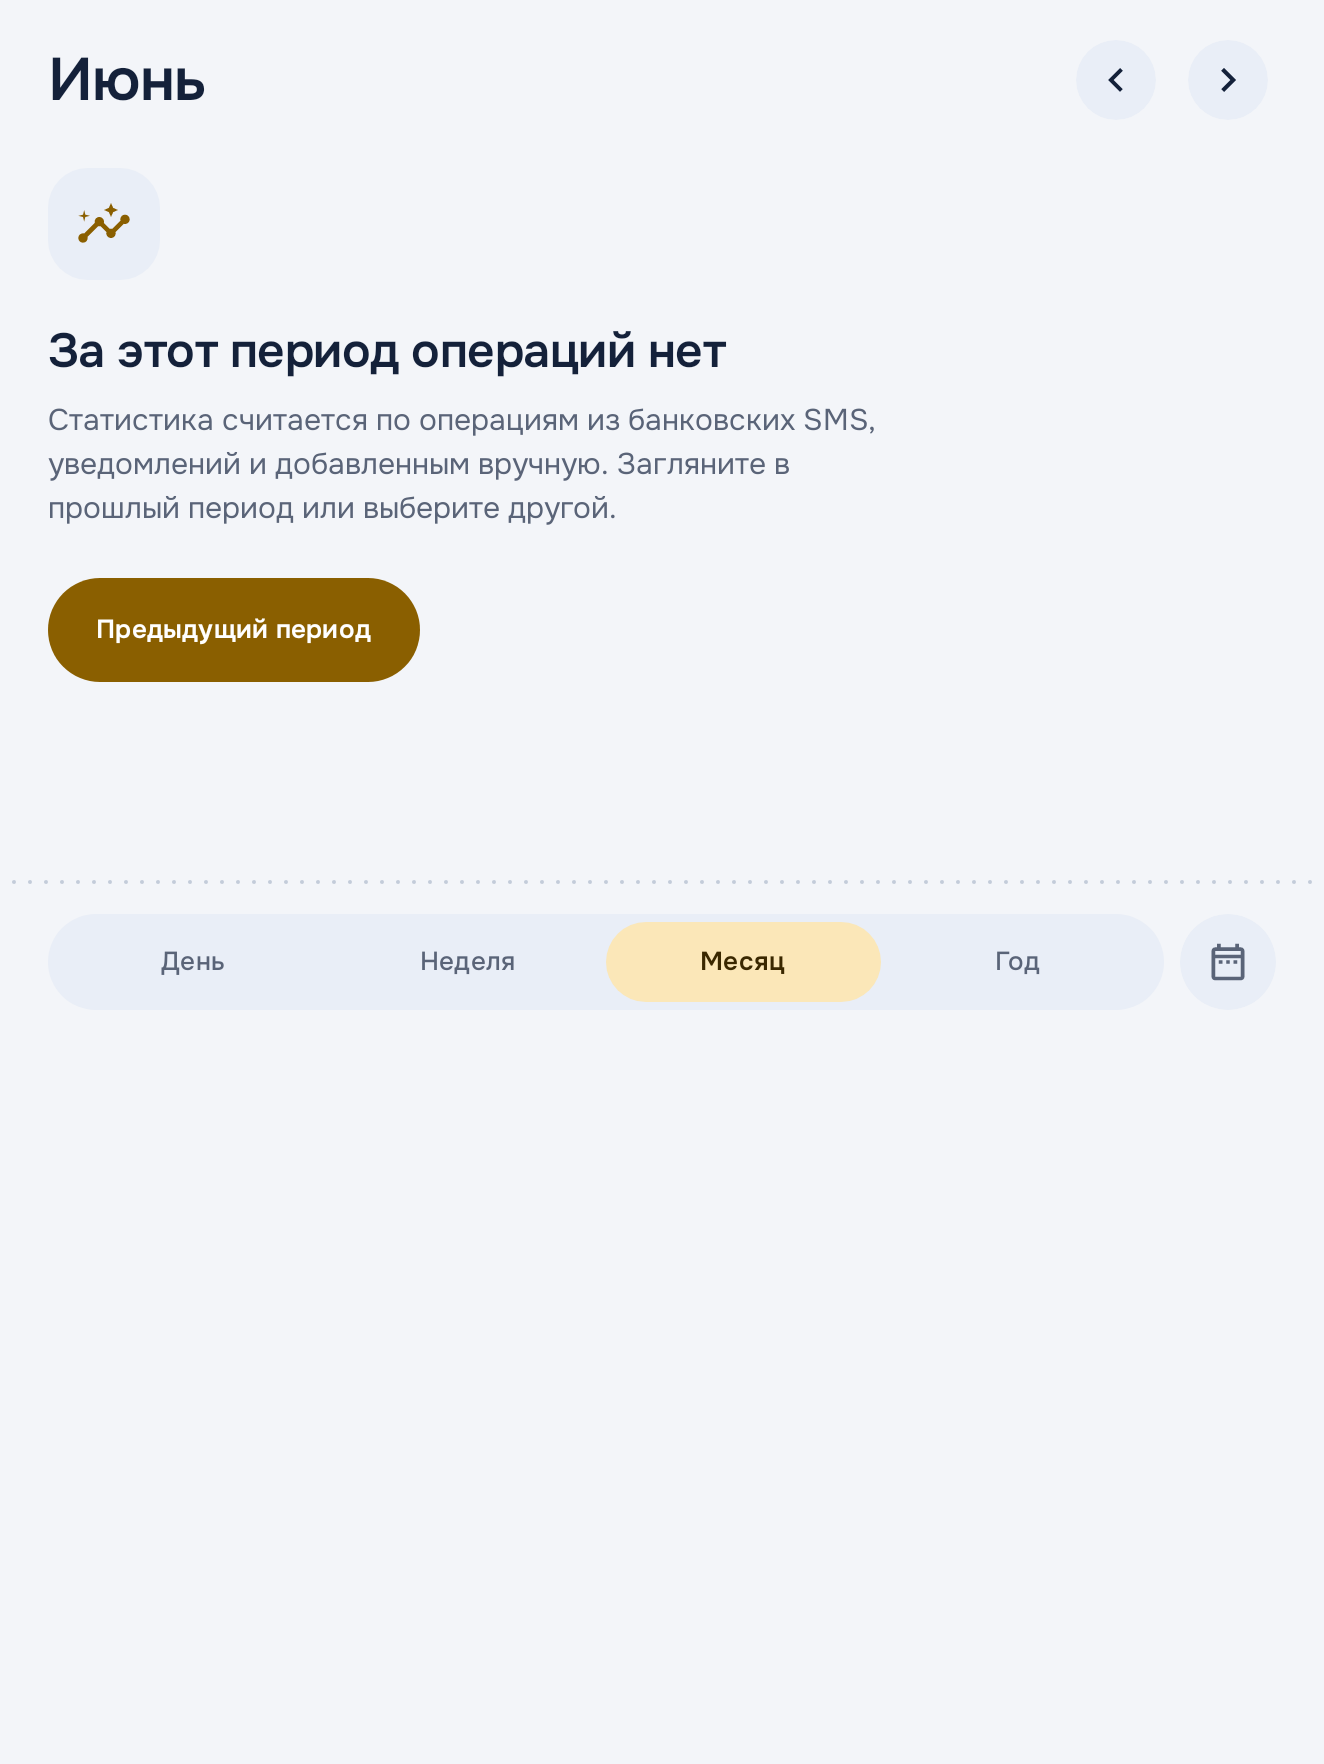 Июнь
За этот период операций нет
Статистика считается по операциям из банковских SMS,
уведомлений и добавленным вручную. Загляните в
прошлый период или выберите другой.
Предыдущий период
День
Неделя
Месяц
Год